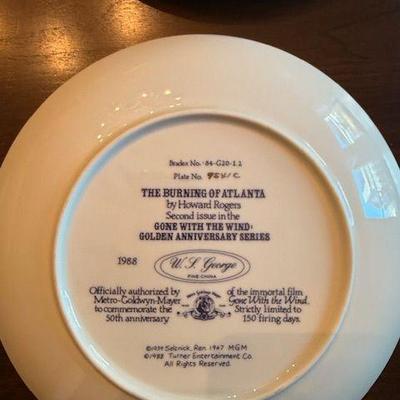 Bradex No. 84-G20-1.2
Plate No.
THE BURNING OF ATLANTA
by Howard Rogers
Second issue in the
GONE WITH THE WIND:
GOLDEN ANNIVERSARY SERIES
1988
W. S. George
FINE CHINA
Officially authorized by
Metro-Goldwyn-Mayer
to commemorate the
50th anniversary
of the immortal film
Gone With the Wind.
Strictly limited to
150 firing days.
©1939 Selznick, Ren. 1967 MGM
©1988 Turner Entertainment Co.
All Rights Reserved.